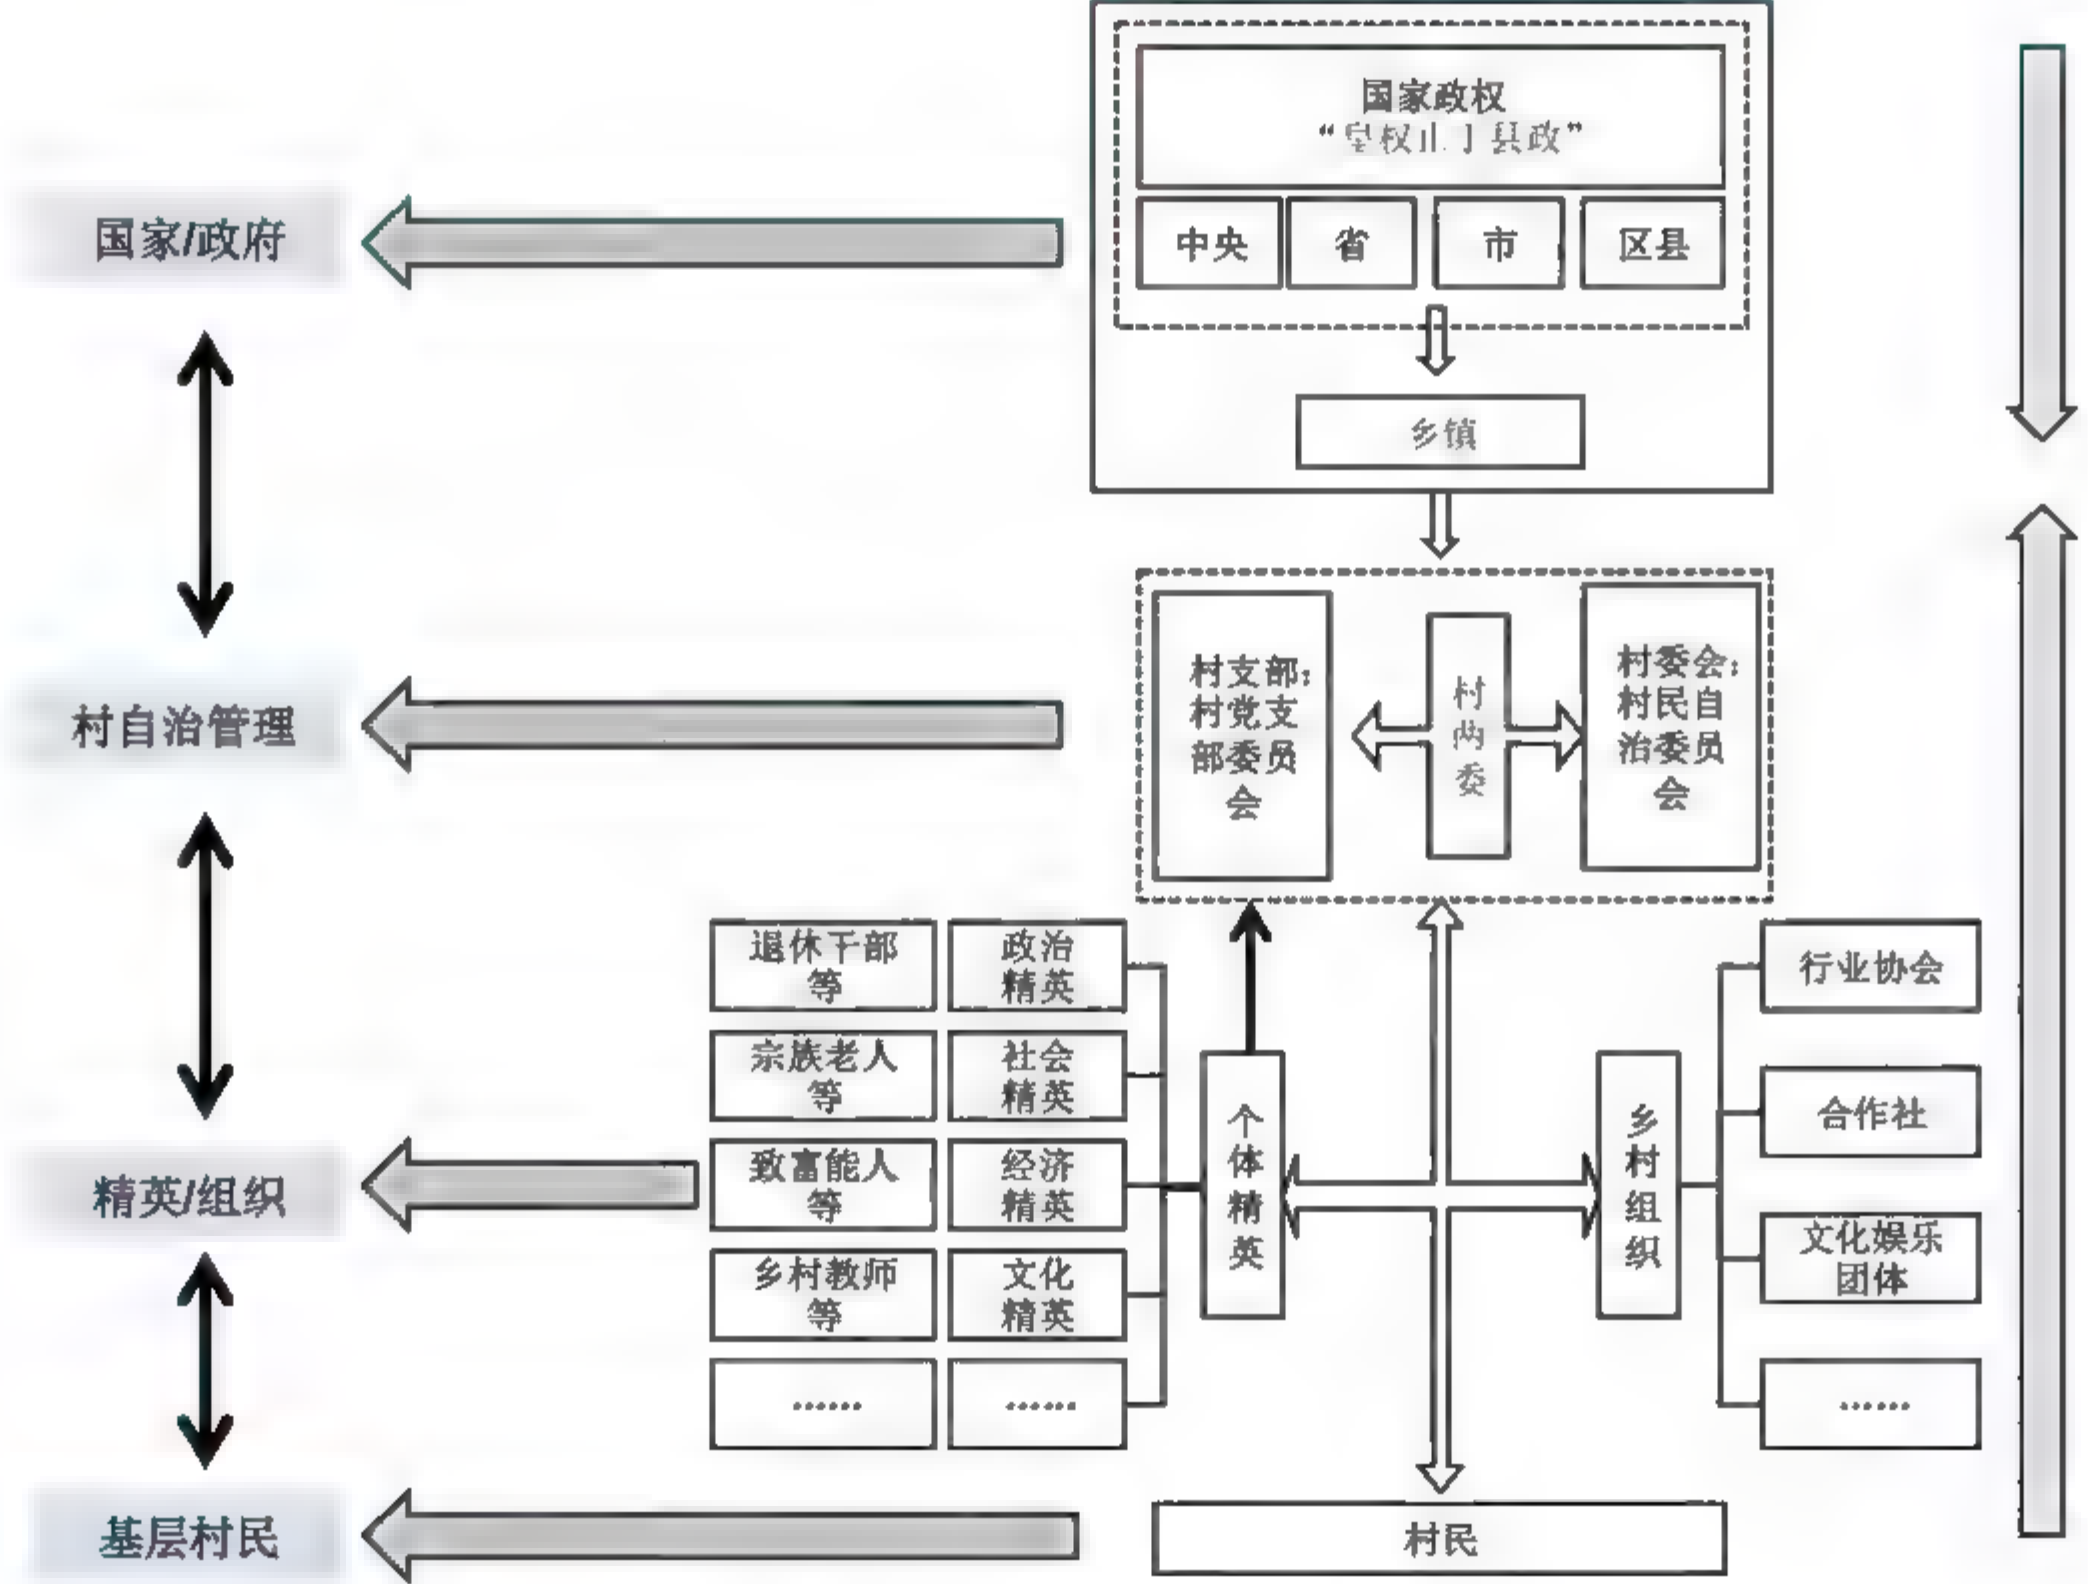 国家政权
“皇权止于县政”
中央
省
市
区县
国家/政府
乡镇
村支部：
村党支
部委员
会
村
两
委
村委会：
村民自
治委员
会
村自治管理
退休干部
等
政治
精英
宗族老人
等
社会
精英
致富能人
等
经济
精英
乡村教师
等
文化
精英
……
……
个
体
精
英
乡
村
组
织
行业协会
合作社
文化娱乐
团体
……
精英/组织
基层村民
村民